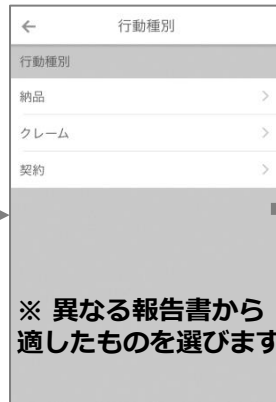 行動種別
行動種別
納品
クレーム
契約
※ 異なる報告書から
適したものを選びます